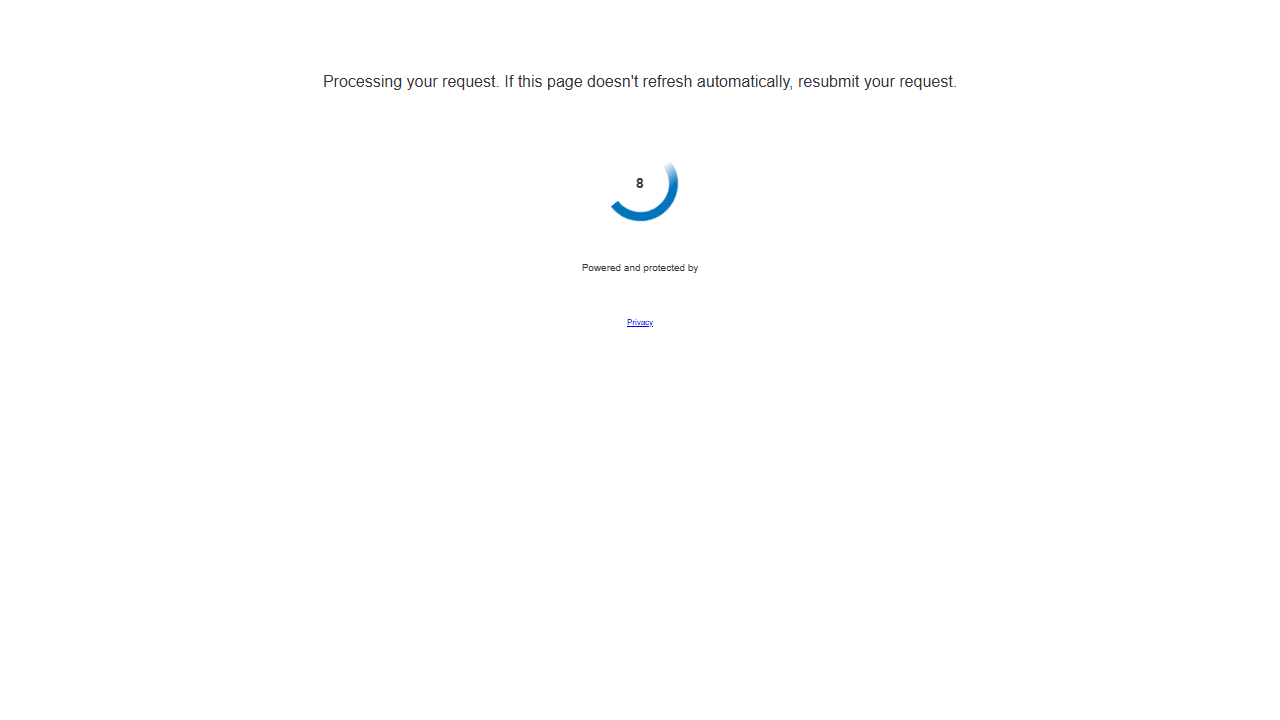 Processing your request. If this page doesn't refresh automatically, resubmit your request.
8
Powered and protected by
Privacy